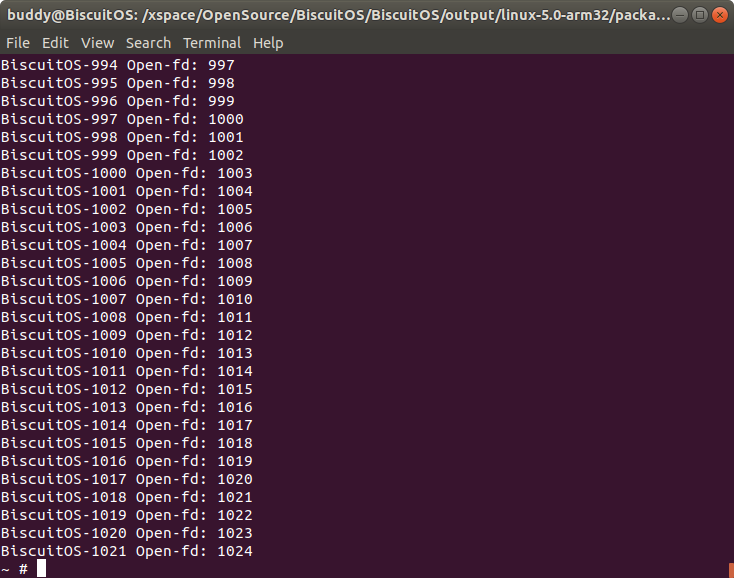 buddy@BiscuitOS: /xspace/OpenSource/BiscuitOS/BiscuitOS/output/linux-5.0-arm32/packa...
File Edit View Search Terminal Help
BiscuitOS-994 Open-fd: 997
BiscuitOS-995 Open-fd: 998
BiscuitOS-996 Open-fd: 999
BiscuitOS-997 Open-fd: 1000
BiscuitOS-998 Open-fd: 1001
BiscuitOS-999 Open-fd: 1002
BiscuitOS-1000 Open-fd: 1003
BiscuitOS-1001 Open-fd: 1004
BiscuitOS-1002 Open-fd: 1005
BiscuitOS-1003 Open-fd: 1006
BiscuitOS-1004 Open-fd: 1007
BiscuitOS-1005 Open-fd: 1008
BiscuitOS-1006 Open-fd: 1009
BiscuitOS-1007 Open-fd: 1010
BiscuitOS-1008 Open-fd: 1011
BiscuitOS-1009 Open-fd: 1012
BiscuitOS-1010 Open-fd: 1013
BiscuitOS-1011 Open-fd: 1014
BiscuitOS-1012 Open-fd: 1015
BiscuitOS-1013 Open-fd: 1016
BiscuitOS-1014 Open-fd: 1017
BiscuitOS-1015 Open-fd: 1018
BiscuitOS-1016 Open-fd: 1019
BiscuitOS-1017 Open-fd: 1020
BiscuitOS-1018 Open-fd: 1021
BiscuitOS-1019 Open-fd: 1022
BiscuitOS-1020 Open-fd: 1023
BiscuitOS-1021 Open-fd: 1024
~ #